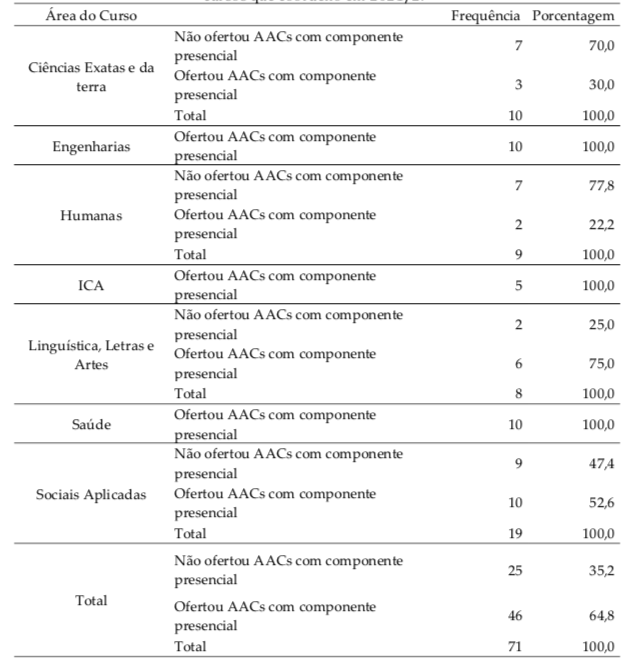 Área do Curso Frequência Porcentagem
Ciências Exatas e da terra
Não ofertou AACs com componente presencial 7 70,0
Ofertou AACs com componente presencial 3 30,0
Total 10 100,0
Engenharias
Ofertou AACs com componente presencial 10 100,0
Humanas
Não ofertou AACs com componente presencial 7 77,8
Ofertou AACs com componente presencial 2 22,2
Total 9 100,0
ICA
Ofertou AACs com componente presencial 5 100,0
Linguística, Letras e Artes
Não ofertou AACs com componente presencial 2 25,0
Ofertou AACs com componente presencial 6 75,0
Total 8 100,0
Saúde
Ofertou AACs com componente presencial 10 100,0
Sociais Aplicadas
Não ofertou AACs com componente presencial 9 47,4
Ofertou AACs com componente presencial 10 52,6
Total 19 100,0
Total
Não ofertou AACs com componente presencial 25 35,2
Ofertou AACs com componente presencial 46 64,8
Total 71 100,0